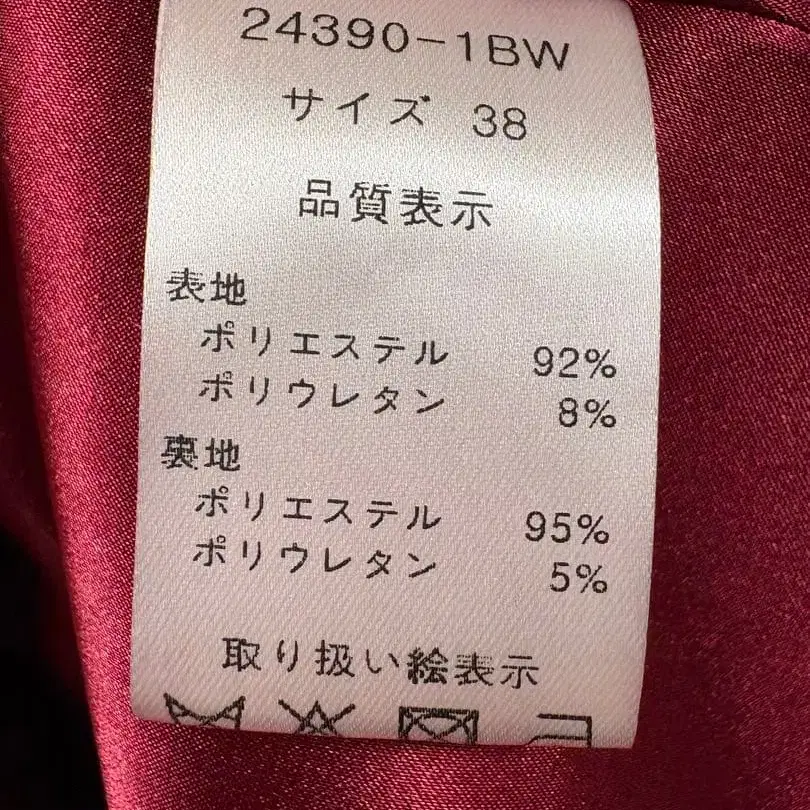 24390-1BW
サイズ 38
品質表示
表地
ポリエステル 92%
ポリウレタン 8%
裏地
ポリエステル 95%
ポリウレタン 5%
取り扱い絵表示